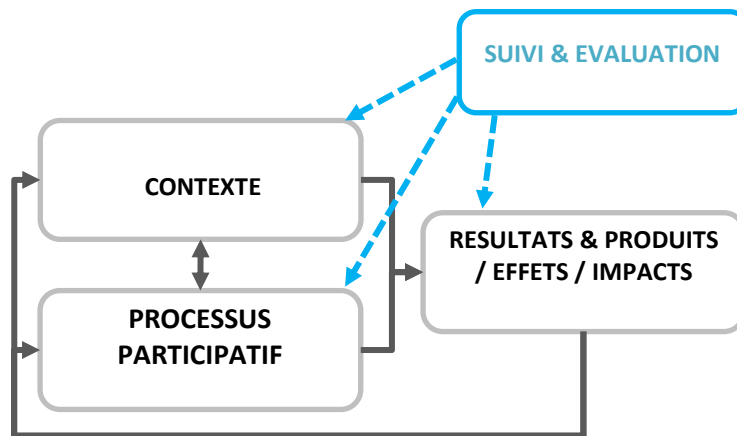 SUIVI & EVALUATION
CONTEXTE
RESULTATS & PRODUITS
/ EFFETS / IMPACTS
PROCESSUS
PARTICIPATIF